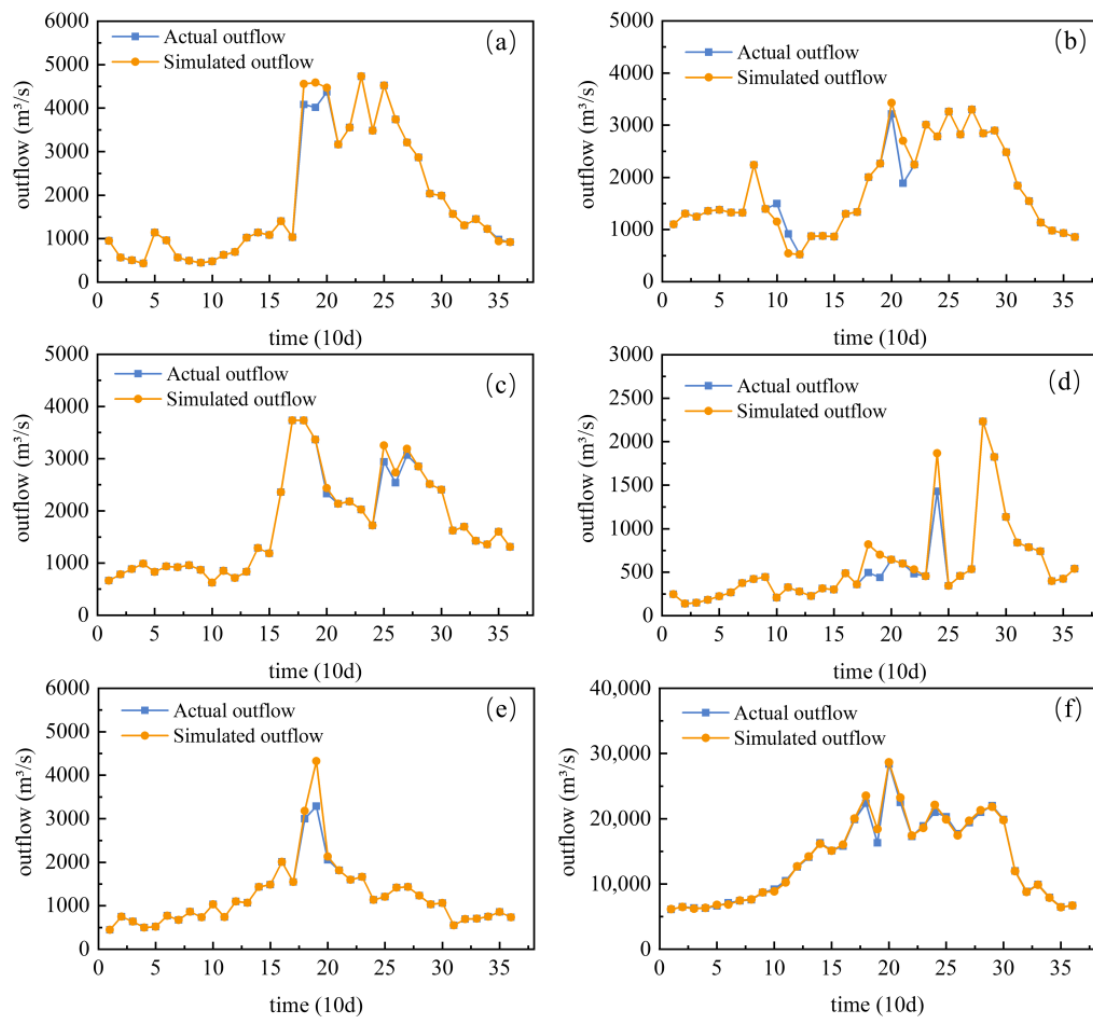 (a)
Actual outflow
Simulated outflow
outflow (m³/s)
6000
5000
4000
3000
2000
1000
0
0 5 10 15 20 25 30 35
time (10d)
(b)
Actual outflow
Simulated outflow
outflow (m³/s)
5000
4000
3000
2000
1000
0
0 5 10 15 20 25 30 35
time (10d)
(c)
Actual outflow
Simulated outflow
outflow (m³/s)
5000
4000
3000
2000
1000
0
0 5 10 15 20 25 30 35
time (10d)
(d)
Actual outflow
Simulated outflow
outflow (m³/s)
3000
2500
2000
1500
1000
500
0
0 5 10 15 20 25 30 35
time (10d)
(e)
Actual outflow
Simulated outflow
outflow (m³/s)
6000
5000
4000
3000
2000
1000
0
0 5 10 15 20 25 30 35
time (10d)
(f)
Actual outflow
Simulated outflow
outflow (m³/s)
40,000
30,000
20,000
10,000
0
0 5 10 15 20 25 30 35
time (10d)